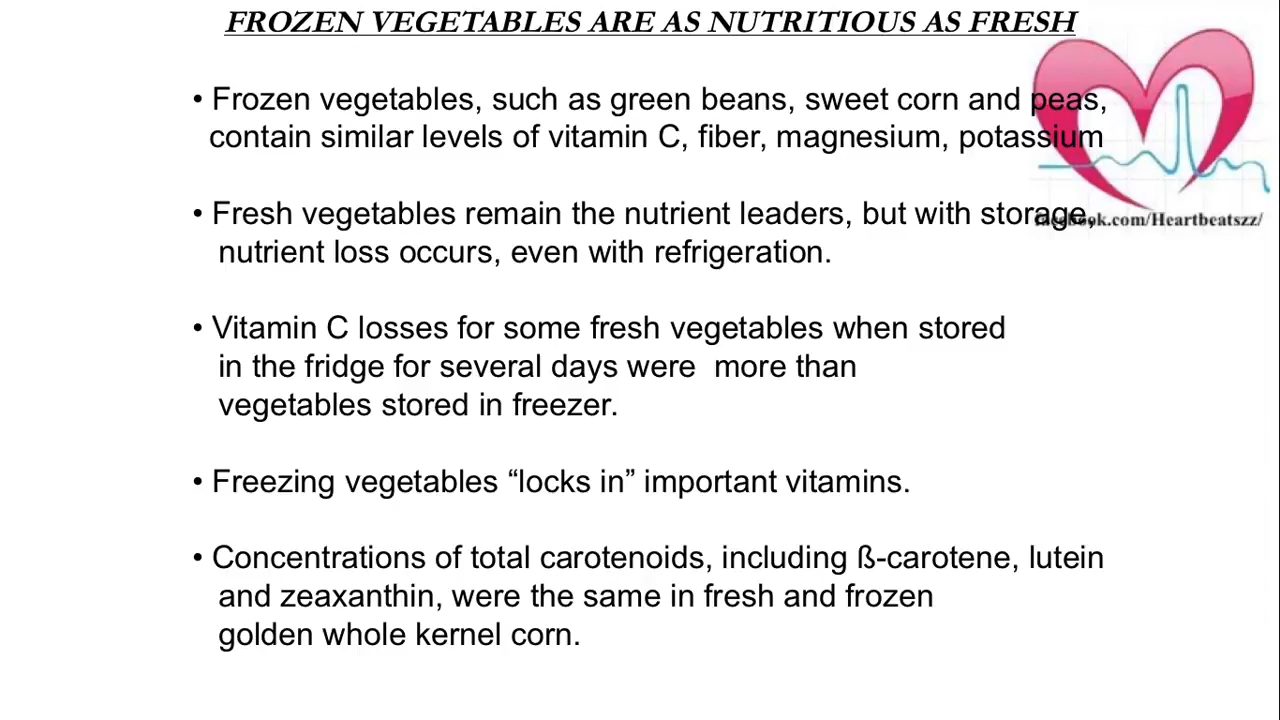 FROZEN VEGETABLES ARE AS NUTRITIOUS AS FRESH
• Frozen vegetables, such as green beans, sweet corn and peas,
contain similar levels of vitamin C, fiber, magnesium, potassium
• Fresh vegetables remain the nutrient leaders, but with storage,
facebook.com/Heartbeatszz/
nutrient loss occurs, even with refrigeration.
• Vitamin C losses for some fresh vegetables when stored
in the fridge for several days were more than
vegetables stored in freezer.
• Freezing vegetables “locks in” important vitamins.
• Concentrations of total carotenoids, including ß-carotene, lutein
and zeaxanthin, were the same in fresh and frozen
golden whole kernel corn.